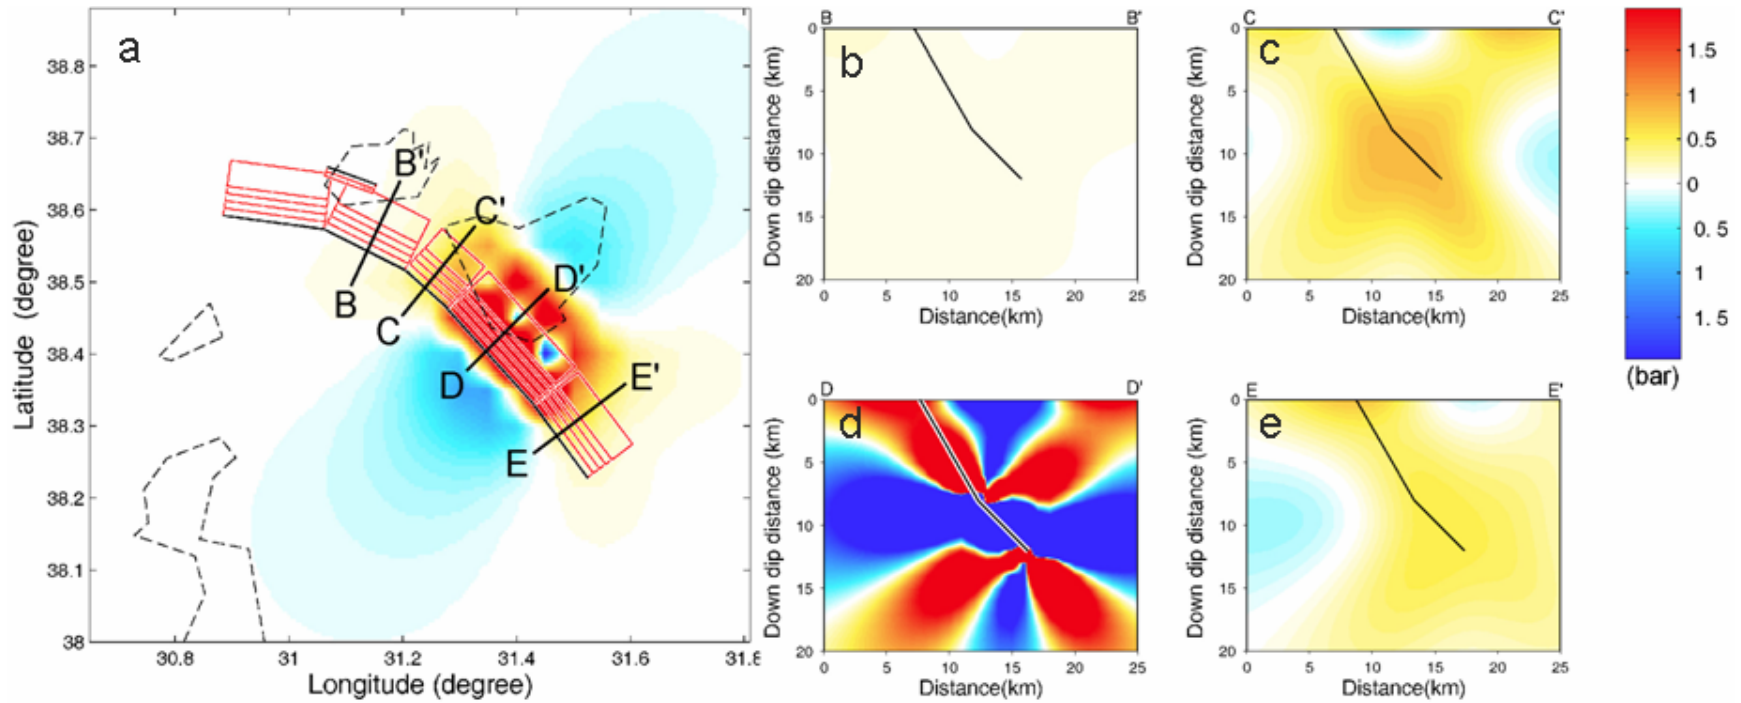 a
38.8
38.7
38.6
38.5
38.4
38.3
38.2
38.1
38
Latitude (degree)
30.8 31 31.2 31.4 31.6 31.8
Longitude (degree)
B'
C'
D'
E'
B
C
D
E
B B'
b
0
5
10
15
20
Down dip distance (km)
0 5 10 15 20 25
Distance(km)
C C'
c
0
5
10
15
20
Down dip distance (km)
0 5 10 15 20 25
Distance(km)
1.5
1
0.5
0
0.5
1
1.5
(bar)
D D'
d
0
5
10
15
20
Down dip distance (km)
0 5 10 15 20 25
Distance(km)
E E'
e
0
5
10
15
20
Down dip distance (km)
0 5 10 15 20 25
Distance(km)